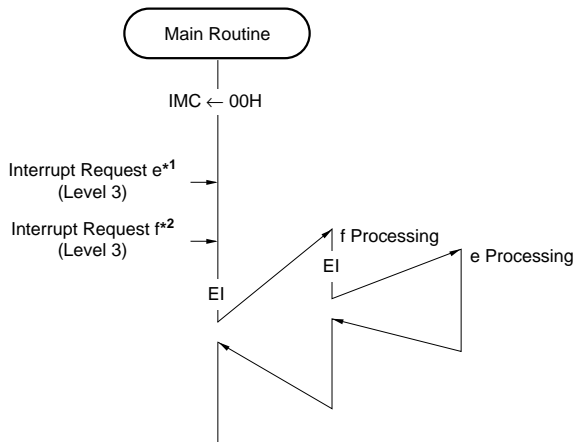 Main Routine
IMC ← 00H
Interrupt Request e*1
(Level 3)
Interrupt Request f*2
(Level 3)
f Processing
EI
e Processing
EI